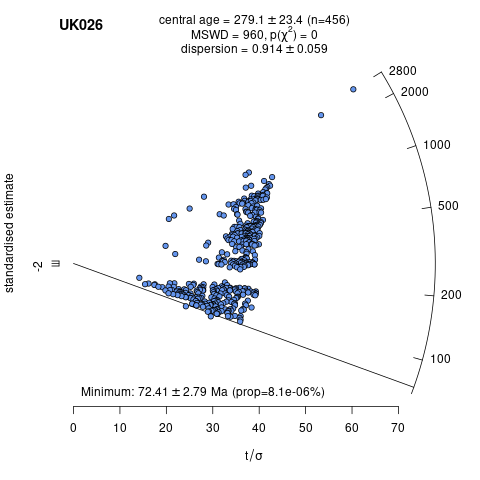 UK026
central age = 279.1 ± 23.4 (n=456)
MSWD = 960, p(χ²) = 0
dispersion = 0.914 ± 0.059
2800
2000
1000
500
200
100
standardised estimate
-2
Minimum: 72.41 ± 2.79 Ma (prop=8.1e-06%)
0 10 20 30 40 50 60 70
t/σ